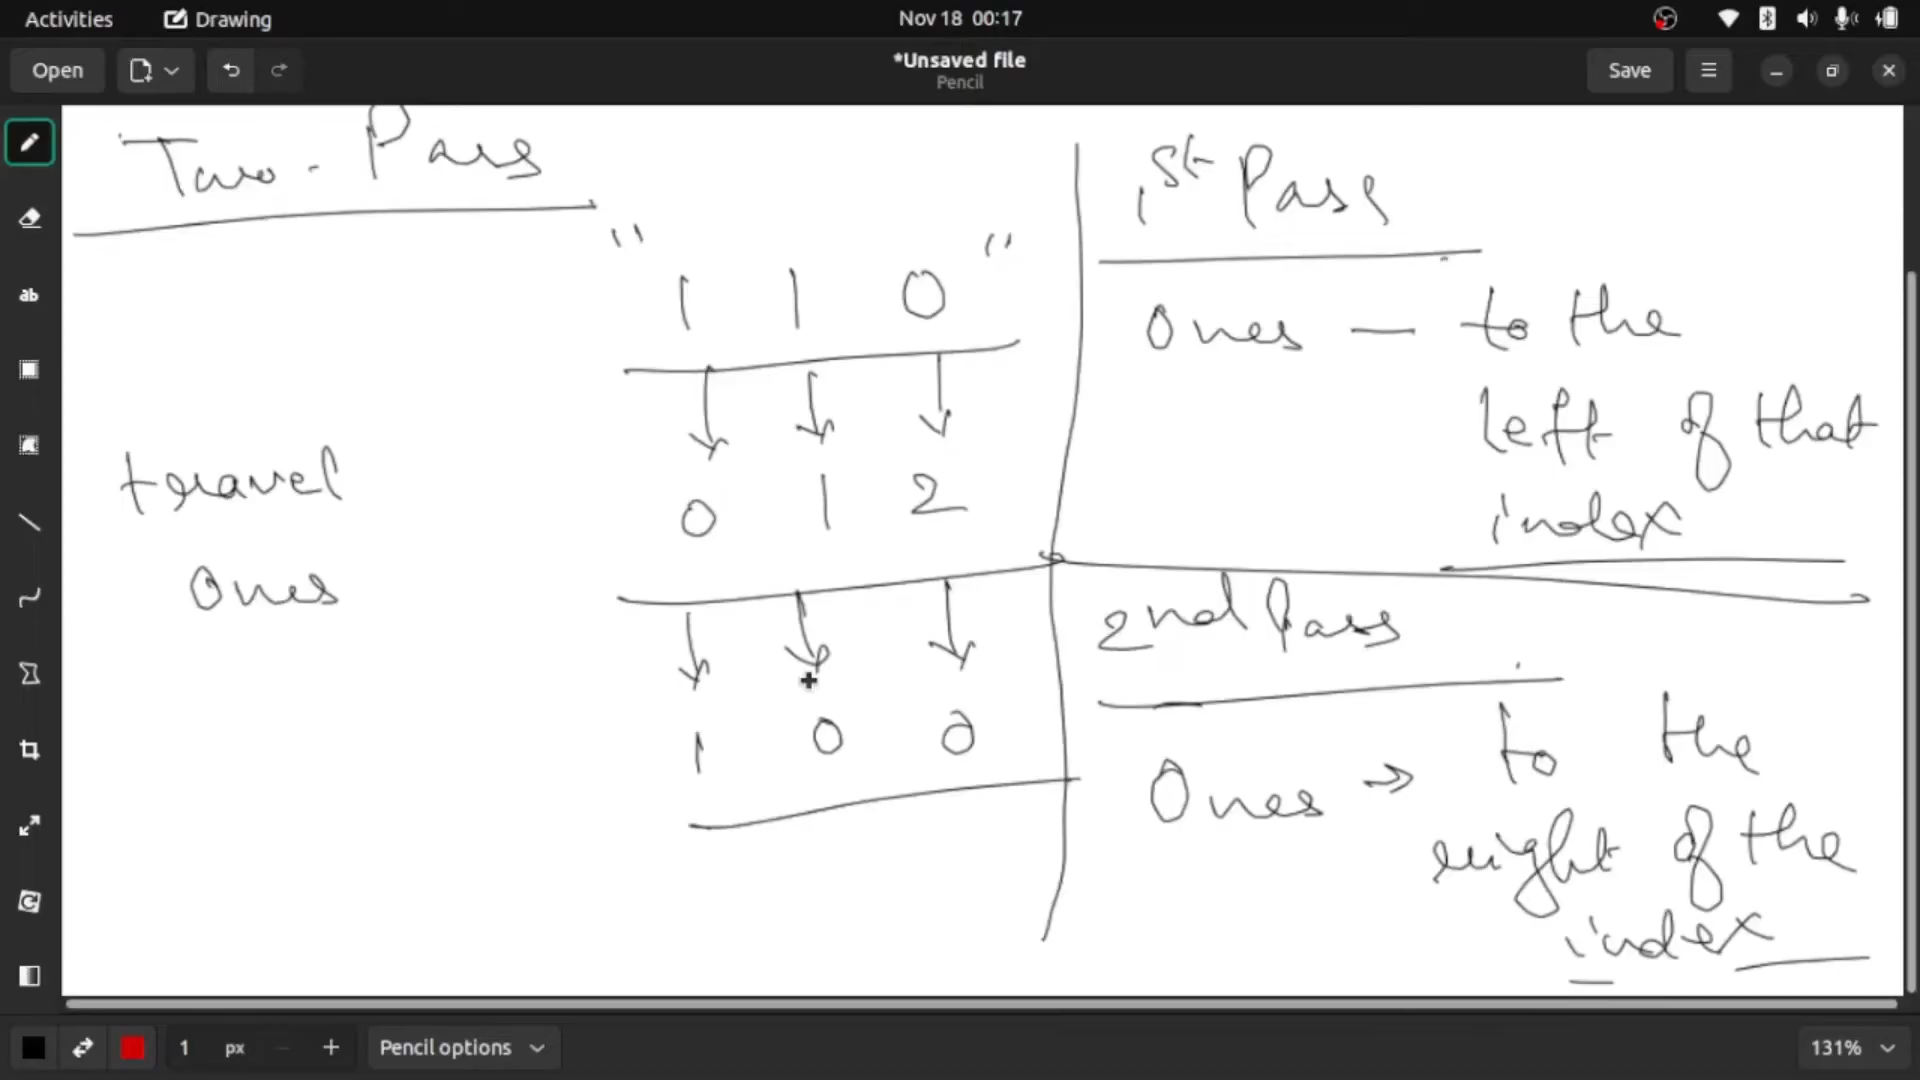 Activities Drawing Nov 18 00:17
Open *Unsaved file Save
Pencil
Two - Pass
" 1 1 0 "
0 1 2
travel
Ones
1 0 0
1st Pass
Ones — to the
left of that
index
2nd Pass
Ones → to the
right of the
index
ab
1 px − + Pencil options 131%